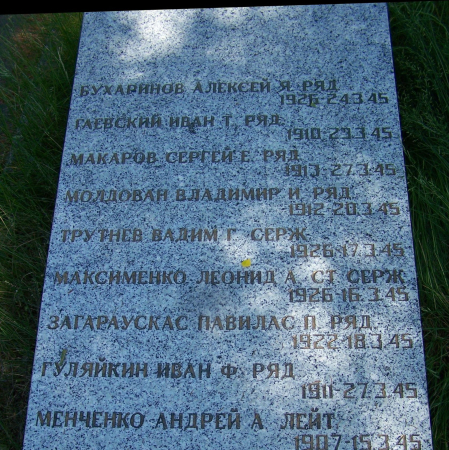 БУХАРИНОВ АЛЕКСЕЙ Я. РЯД.
1926-24.3.45
ГАЕВСКИЙ ИВАН Т. РЯД.
1910-23.3.45
МАКАРОВ СЕРГЕЙ Е. РЯД.
1913-27.3.45
МОЛДОВАН ВЛАДИМИР И. РЯД.
1912-20.3.45
ТРУТНЕВ ВАДИМ Г. СЕРЖ.
1926-17.3.45
МАКСИМЕНКО ЛЕОНИД А. СТ. СЕРЖ.
1926-16.3.45
ЗАГАРАУСКАС ПАВИЛАС П. РЯД.
1922-18.3.45
ГУЛЯЙКИН ИВАН Ф. РЯД.
1911-27.3.45
МЕНЧЕНКО АНДРЕЙ А. ЛЕЙТ.
1907-15.3.45